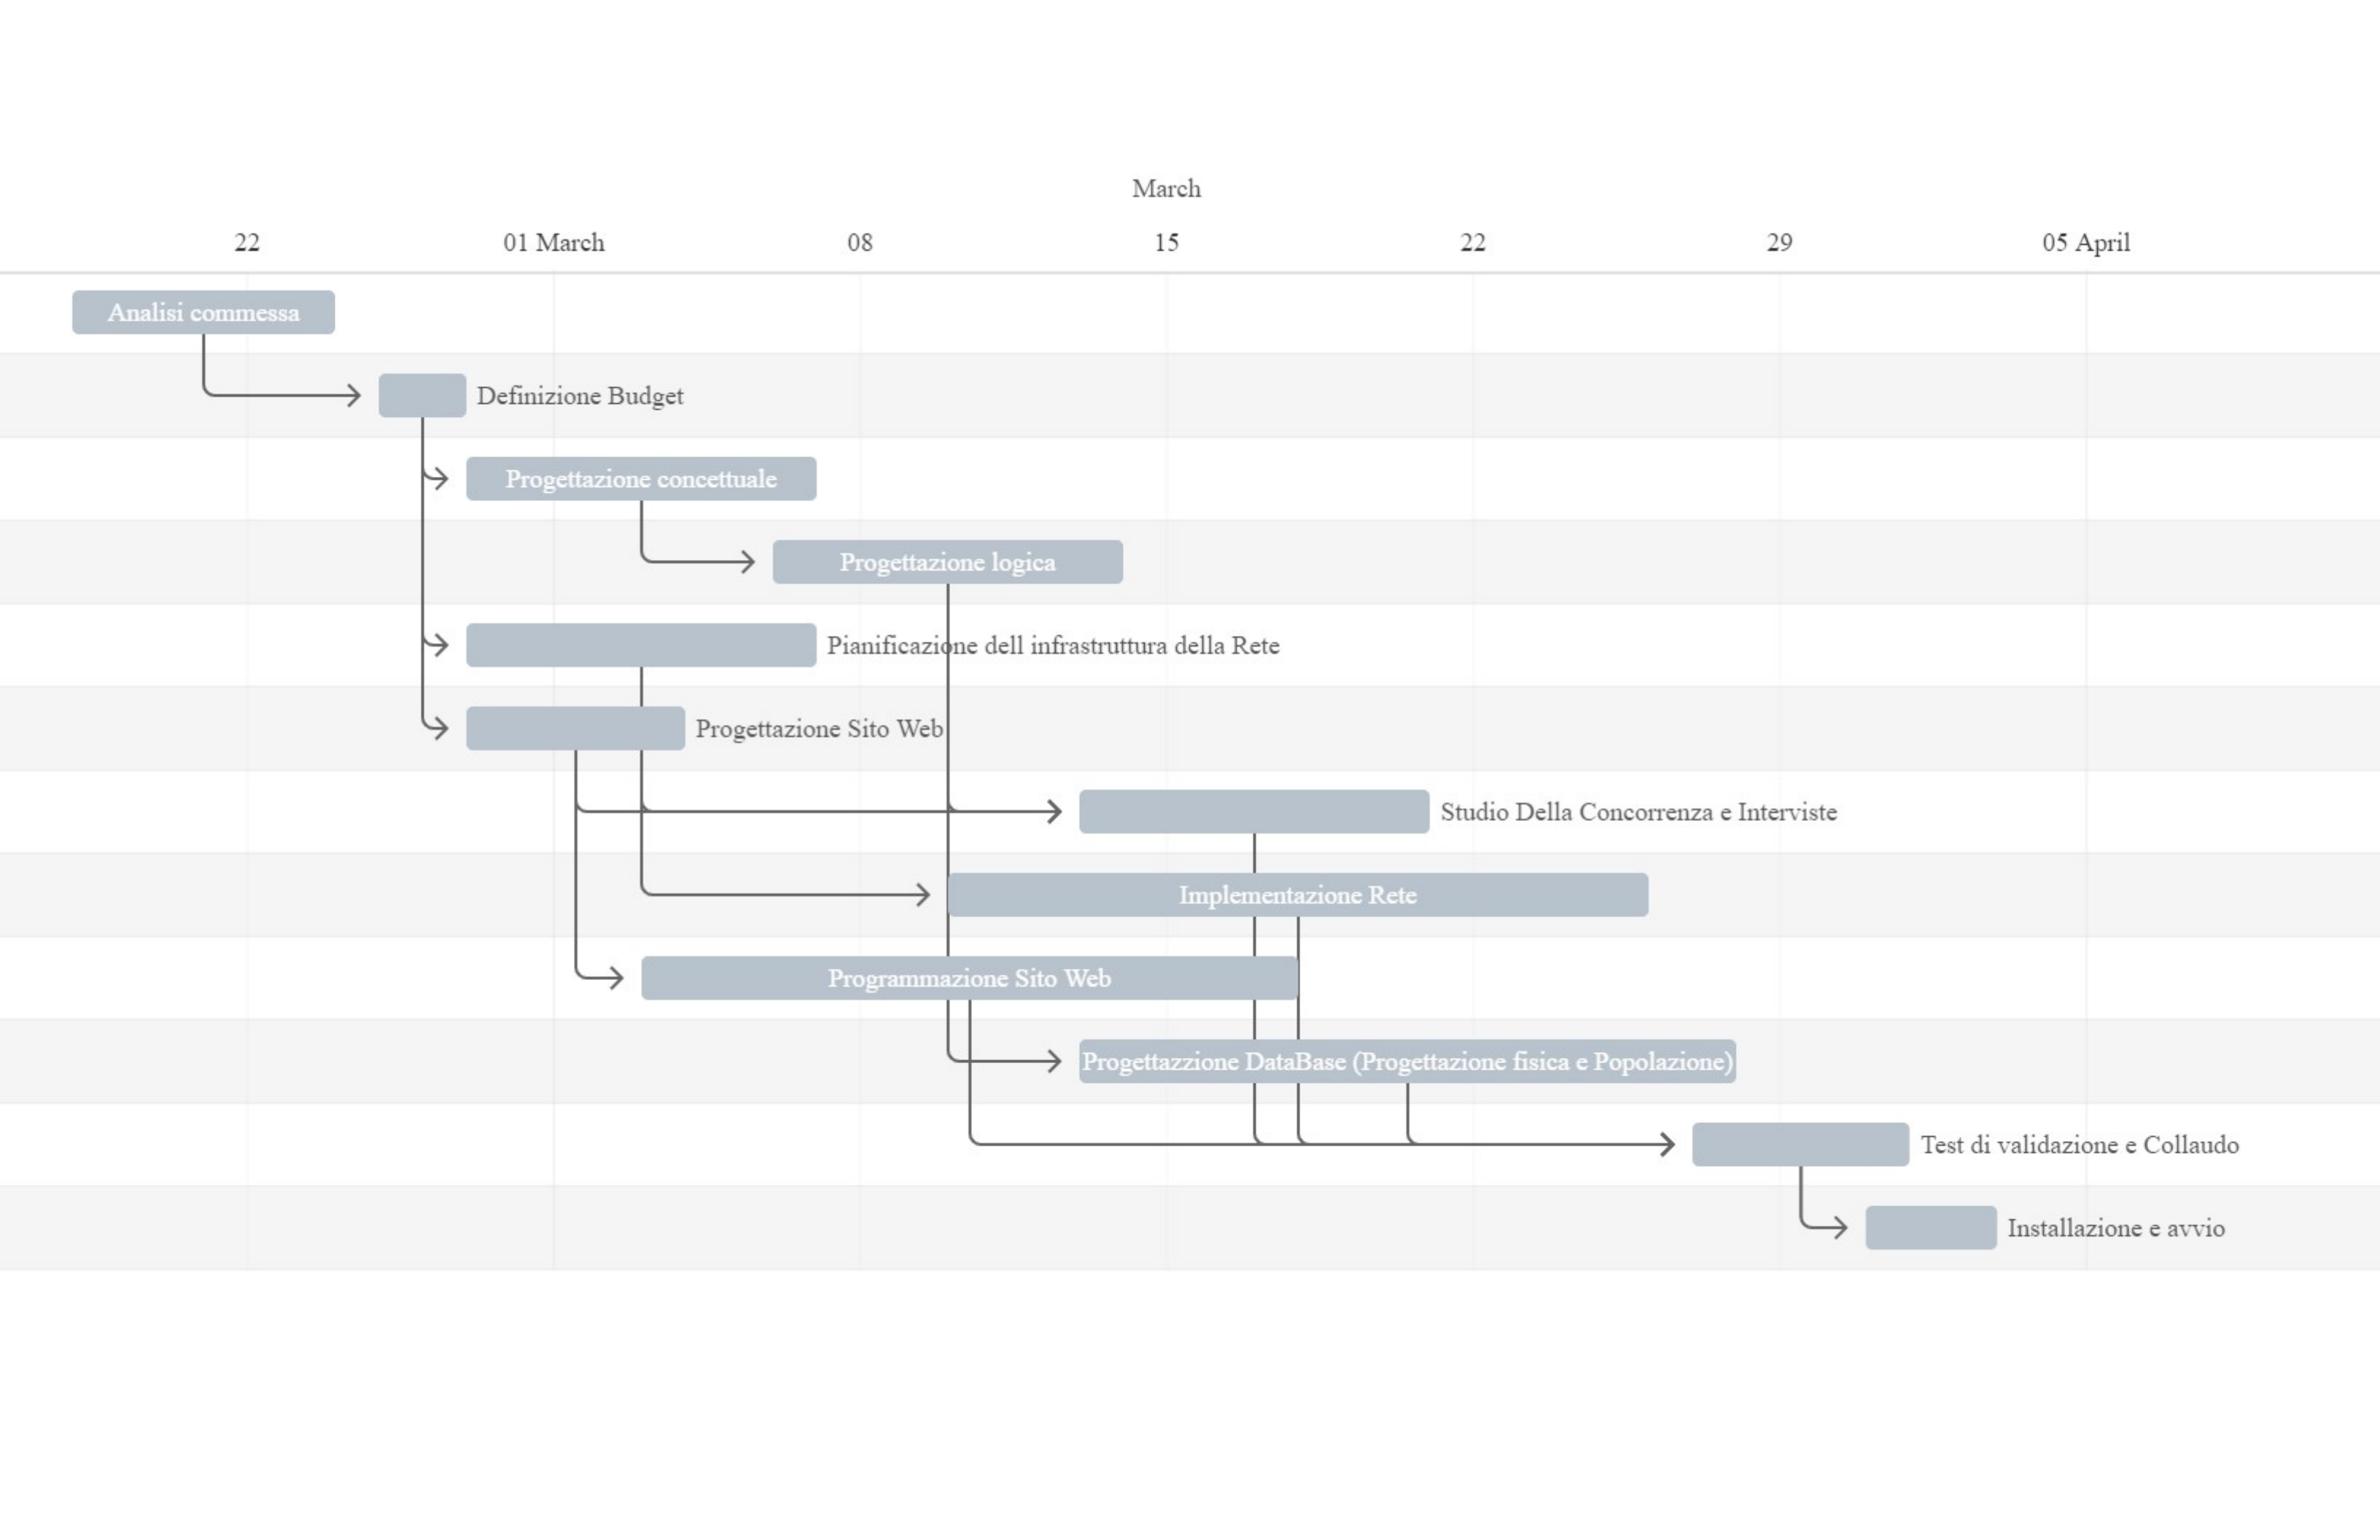 March
22 01 March 08 15 22 29 05 April
Analisi commessa
Definizione Budget
Progettazione concettuale
Progettazione logica
Pianificazione dell infrastruttura della Rete
Progettazione Sito Web
Studio Della Concorrenza e Interviste
Implementazione Rete
Programmazione Sito Web
Progettazzione DataBase (Progettazione fisica e Popolazione)
Test di validazione e Collaudo
Installazione e avvio